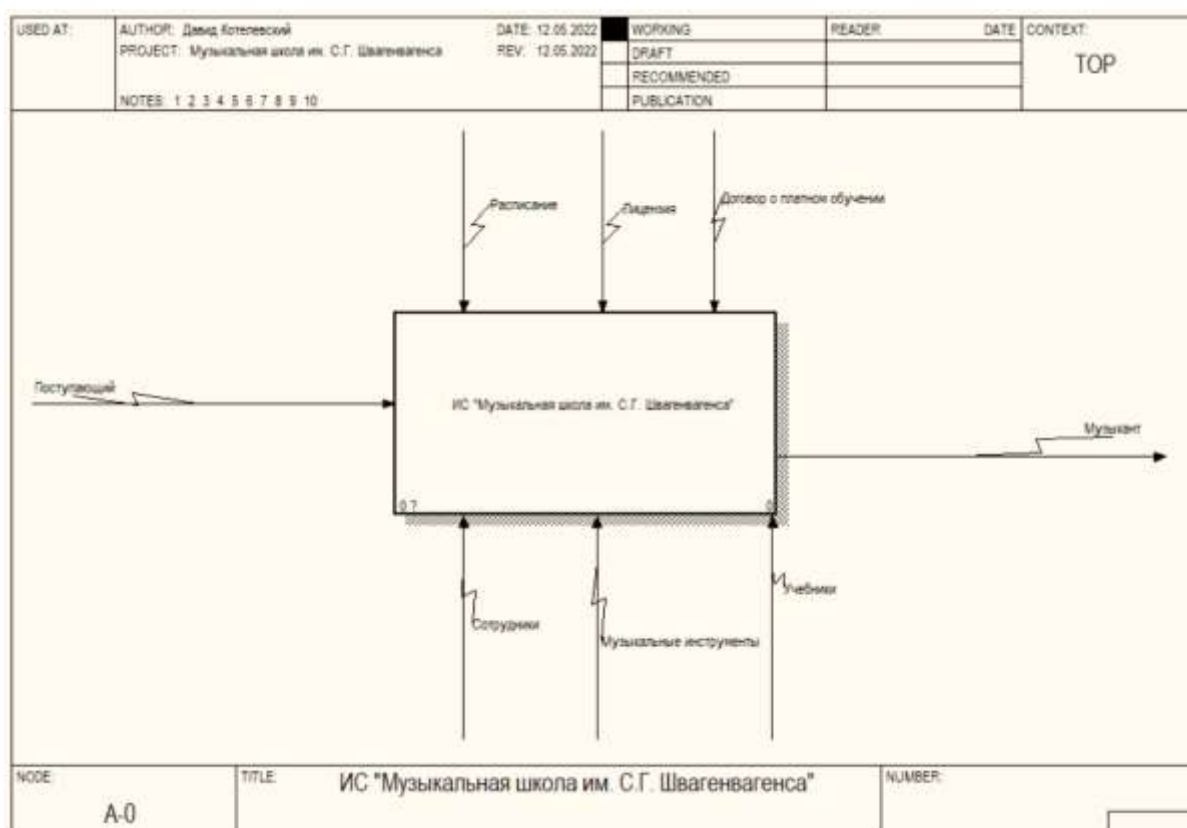 USED AT:
AUTHOR: Давид Котелевский
DATE: 12.05.2022
WORKING
READER
DATE
CONTEXT:
PROJECT: Музыкальная школа им. С.Г. Швагенвагенса
REV: 12.05.2022
DRAFT
TOP
RECOMMENDED
NOTES: 1 2 3 4 5 6 7 8 9 10
PUBLICATION
Расписание
Лицензия
Договор о платном обучении
Поступающий
ИС "Музыкальная школа им. С.Г. Швагенвагенса"
Музыкант
0 ?
0
Учебники
Сотрудники
Музыкальные инструменты
NODE:
TITLE:
ИС "Музыкальная школа им. С.Г. Швагенвагенса"
NUMBER:
A-0